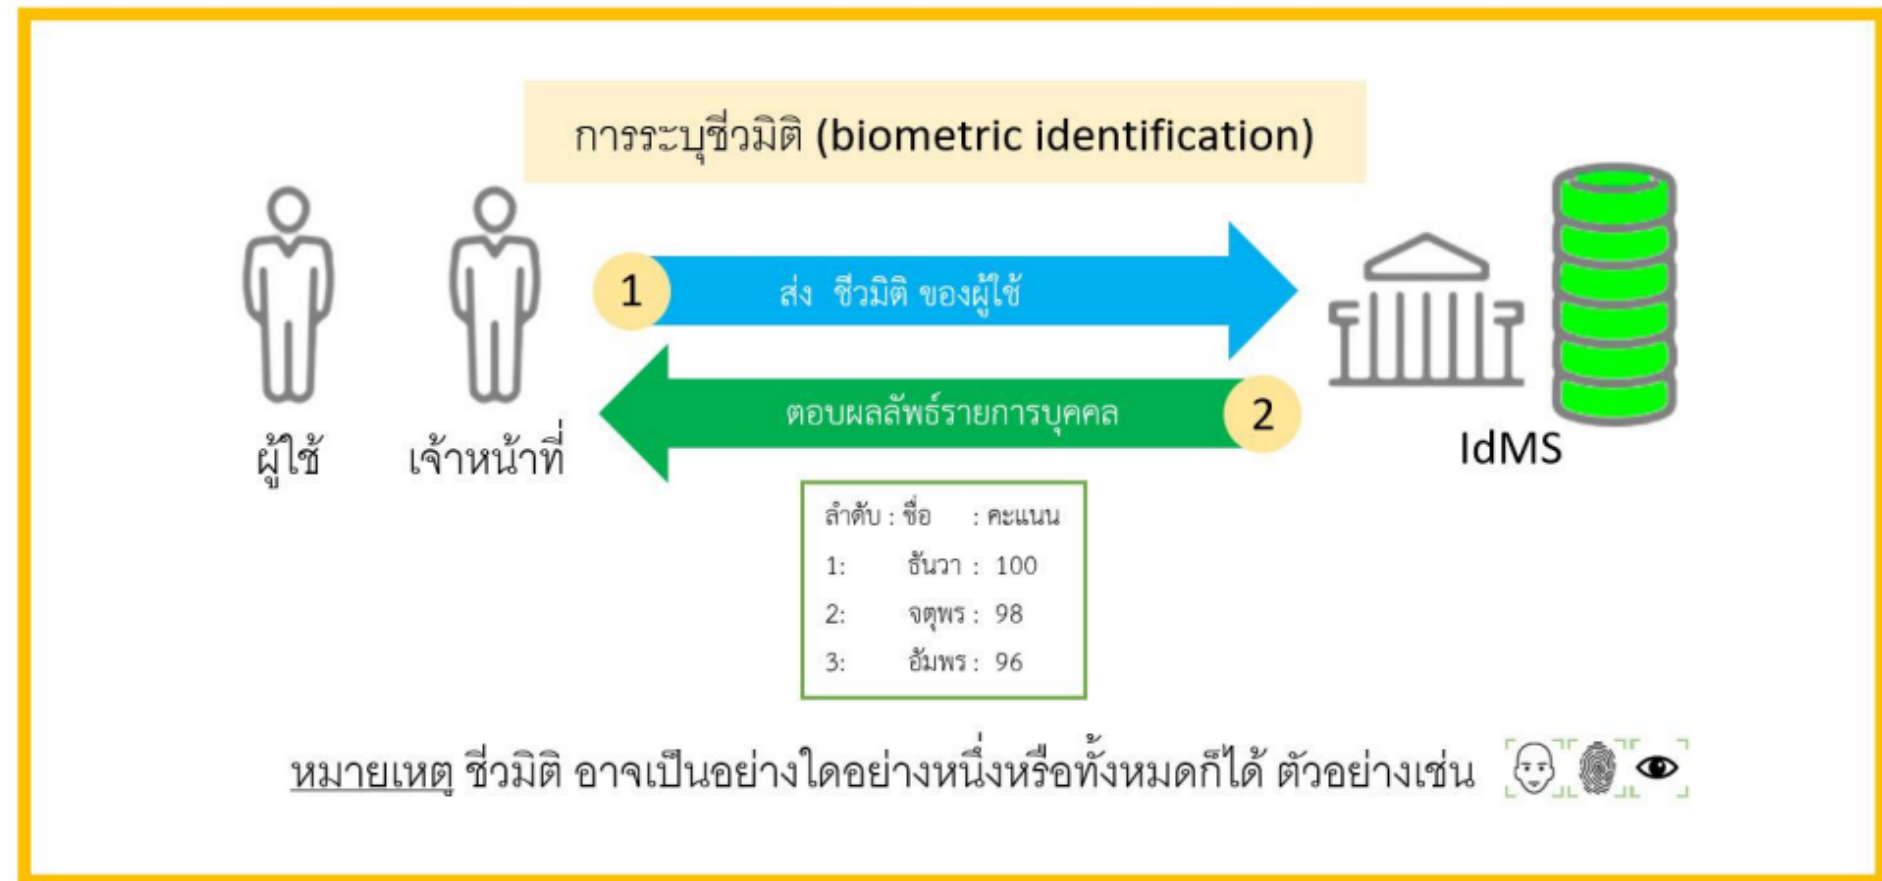 การระบุชีวมิติ (biometric identification)
1 ส่ง ชีวมิติ ของผู้ใช้
ตอบผลลัพธ์รายการบุคคล 2
ผู้ใช้ เจ้าหน้าที่ IdMS
ลำดับ : ชื่อ : คะแนน
1: ธันวา : 100
2: จตุพร : 98
3: อัมพร : 96
หมายเหตุ ชีวมิติ อาจเป็นอย่างใดอย่างหนึ่งหรือทั้งหมดก็ได้ ตัวอย่างเช่น